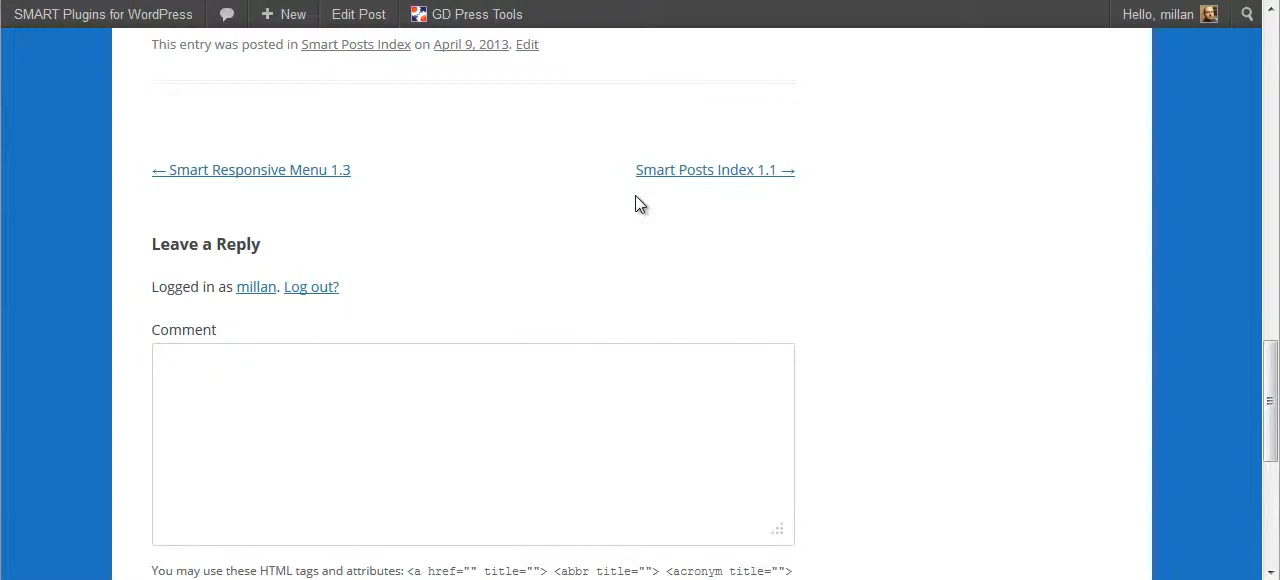 SMART Plugins for WordPress + New Edit Post GD Press Tools Hello, millan
This entry was posted in Smart Posts Index on April 9, 2013. Edit
← Smart Responsive Menu 1.3 Smart Posts Index 1.1 →
Leave a Reply
Logged in as millan. Log out?
Comment
You may use these HTML tags and attributes: <a href="" title=""> <abbr title=""> <acronym title="">